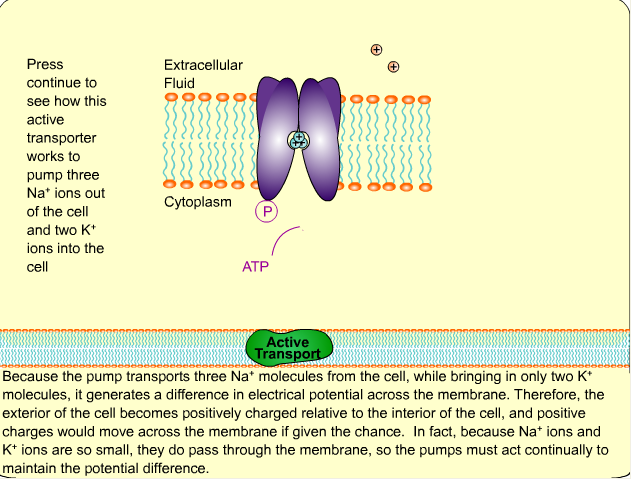 Press
continue to
see how this
active
transporter
works to
pump three
Na⁺ ions out
of the cell
and two K⁺
ions into the
cell
Extracellular
Fluid
+
+
+
+ +
Cytoplasm
P
ATP
Active
Transport
Because the pump transports three Na⁺ molecules from the cell, while bringing in only two K⁺
molecules, it generates a difference in electrical potential across the membrane. Therefore, the
exterior of the cell becomes positively charged relative to the interior of the cell, and positive
charges would move across the membrane if given the chance.  In fact, because Na⁺ ions and
K⁺ ions are so small, they do pass through the membrane, so the pumps must act continually to
maintain the potential difference.